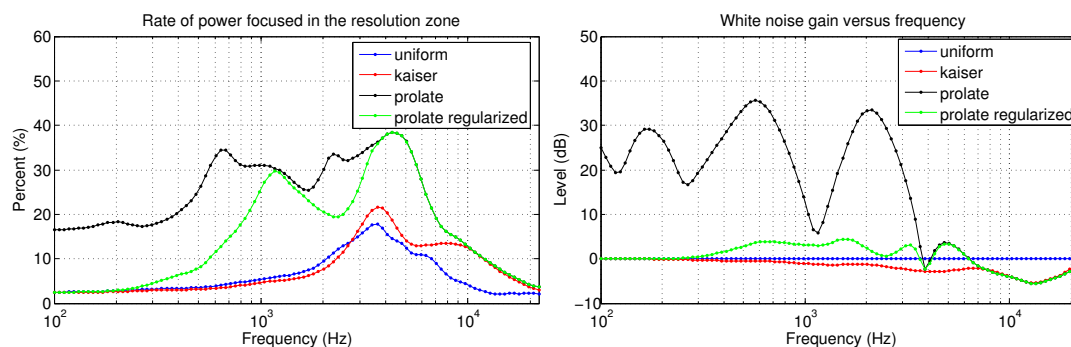 Rate of power focused in the resolution zone
60
50
40
30
20
10
0
Percent (%)
uniform
kaiser
prolate
prolate regularized
10^2
10^3
10^4
Frequency (Hz)
White noise gain versus frequency
50
40
30
20
10
0
−10
Level (dB)
uniform
kaiser
prolate
prolate regularized
10^2
10^3
10^4
Frequency (Hz)